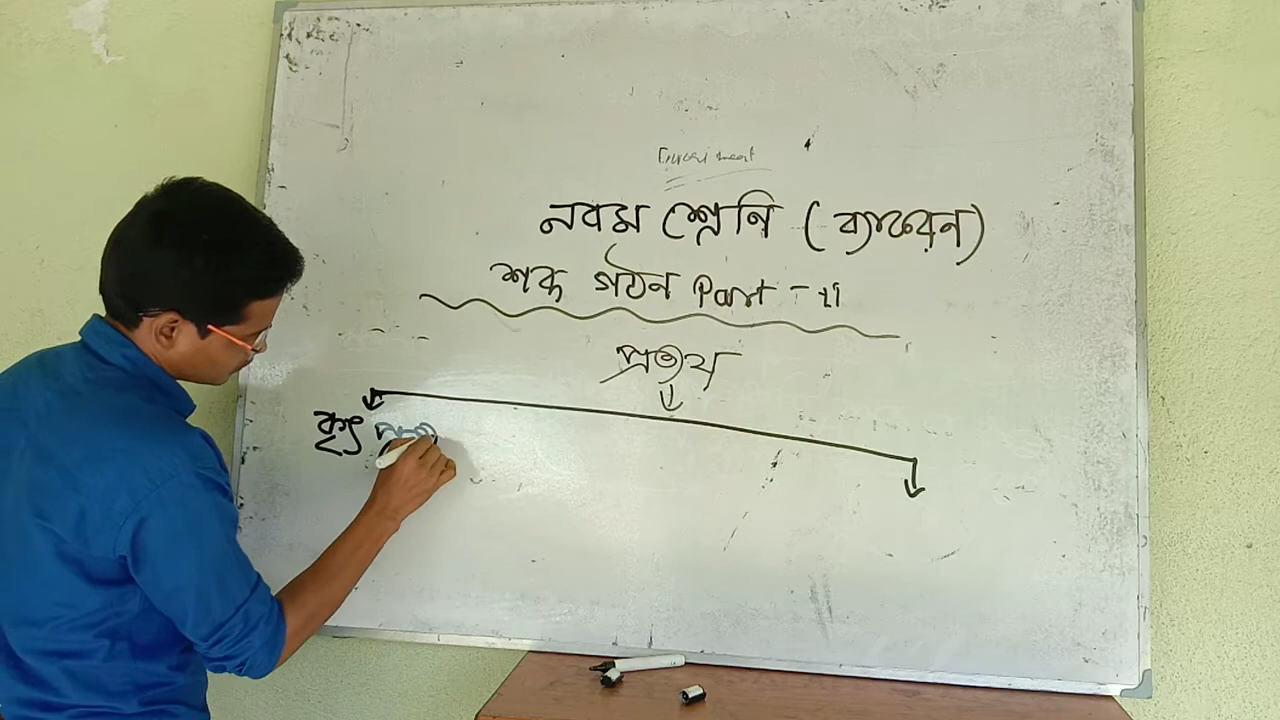 নবম শ্রেনি (ব্যাকরন)
শব্দ গঠন Part - ii
প্রত্যয়
কৃৎ